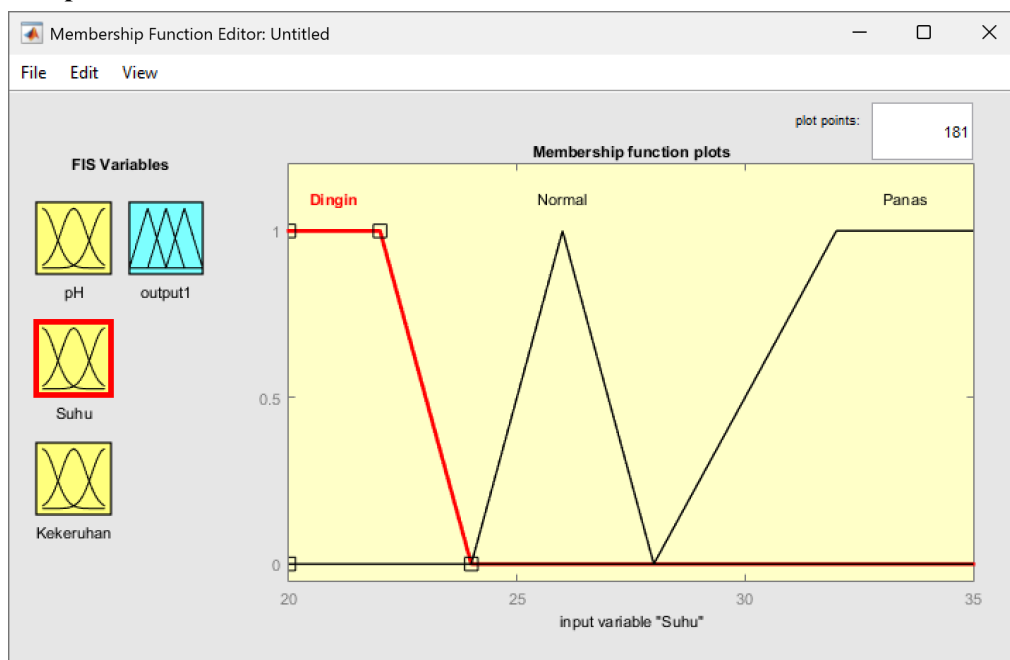 Membership Function Editor: Untitled
File Edit View
plot points: 181
FIS Variables
Membership function plots
pH
output1
Suhu
Kekeruhan
Dingin
Normal
Panas
1
0.5
0
20
25
30
35
input variable "Suhu"